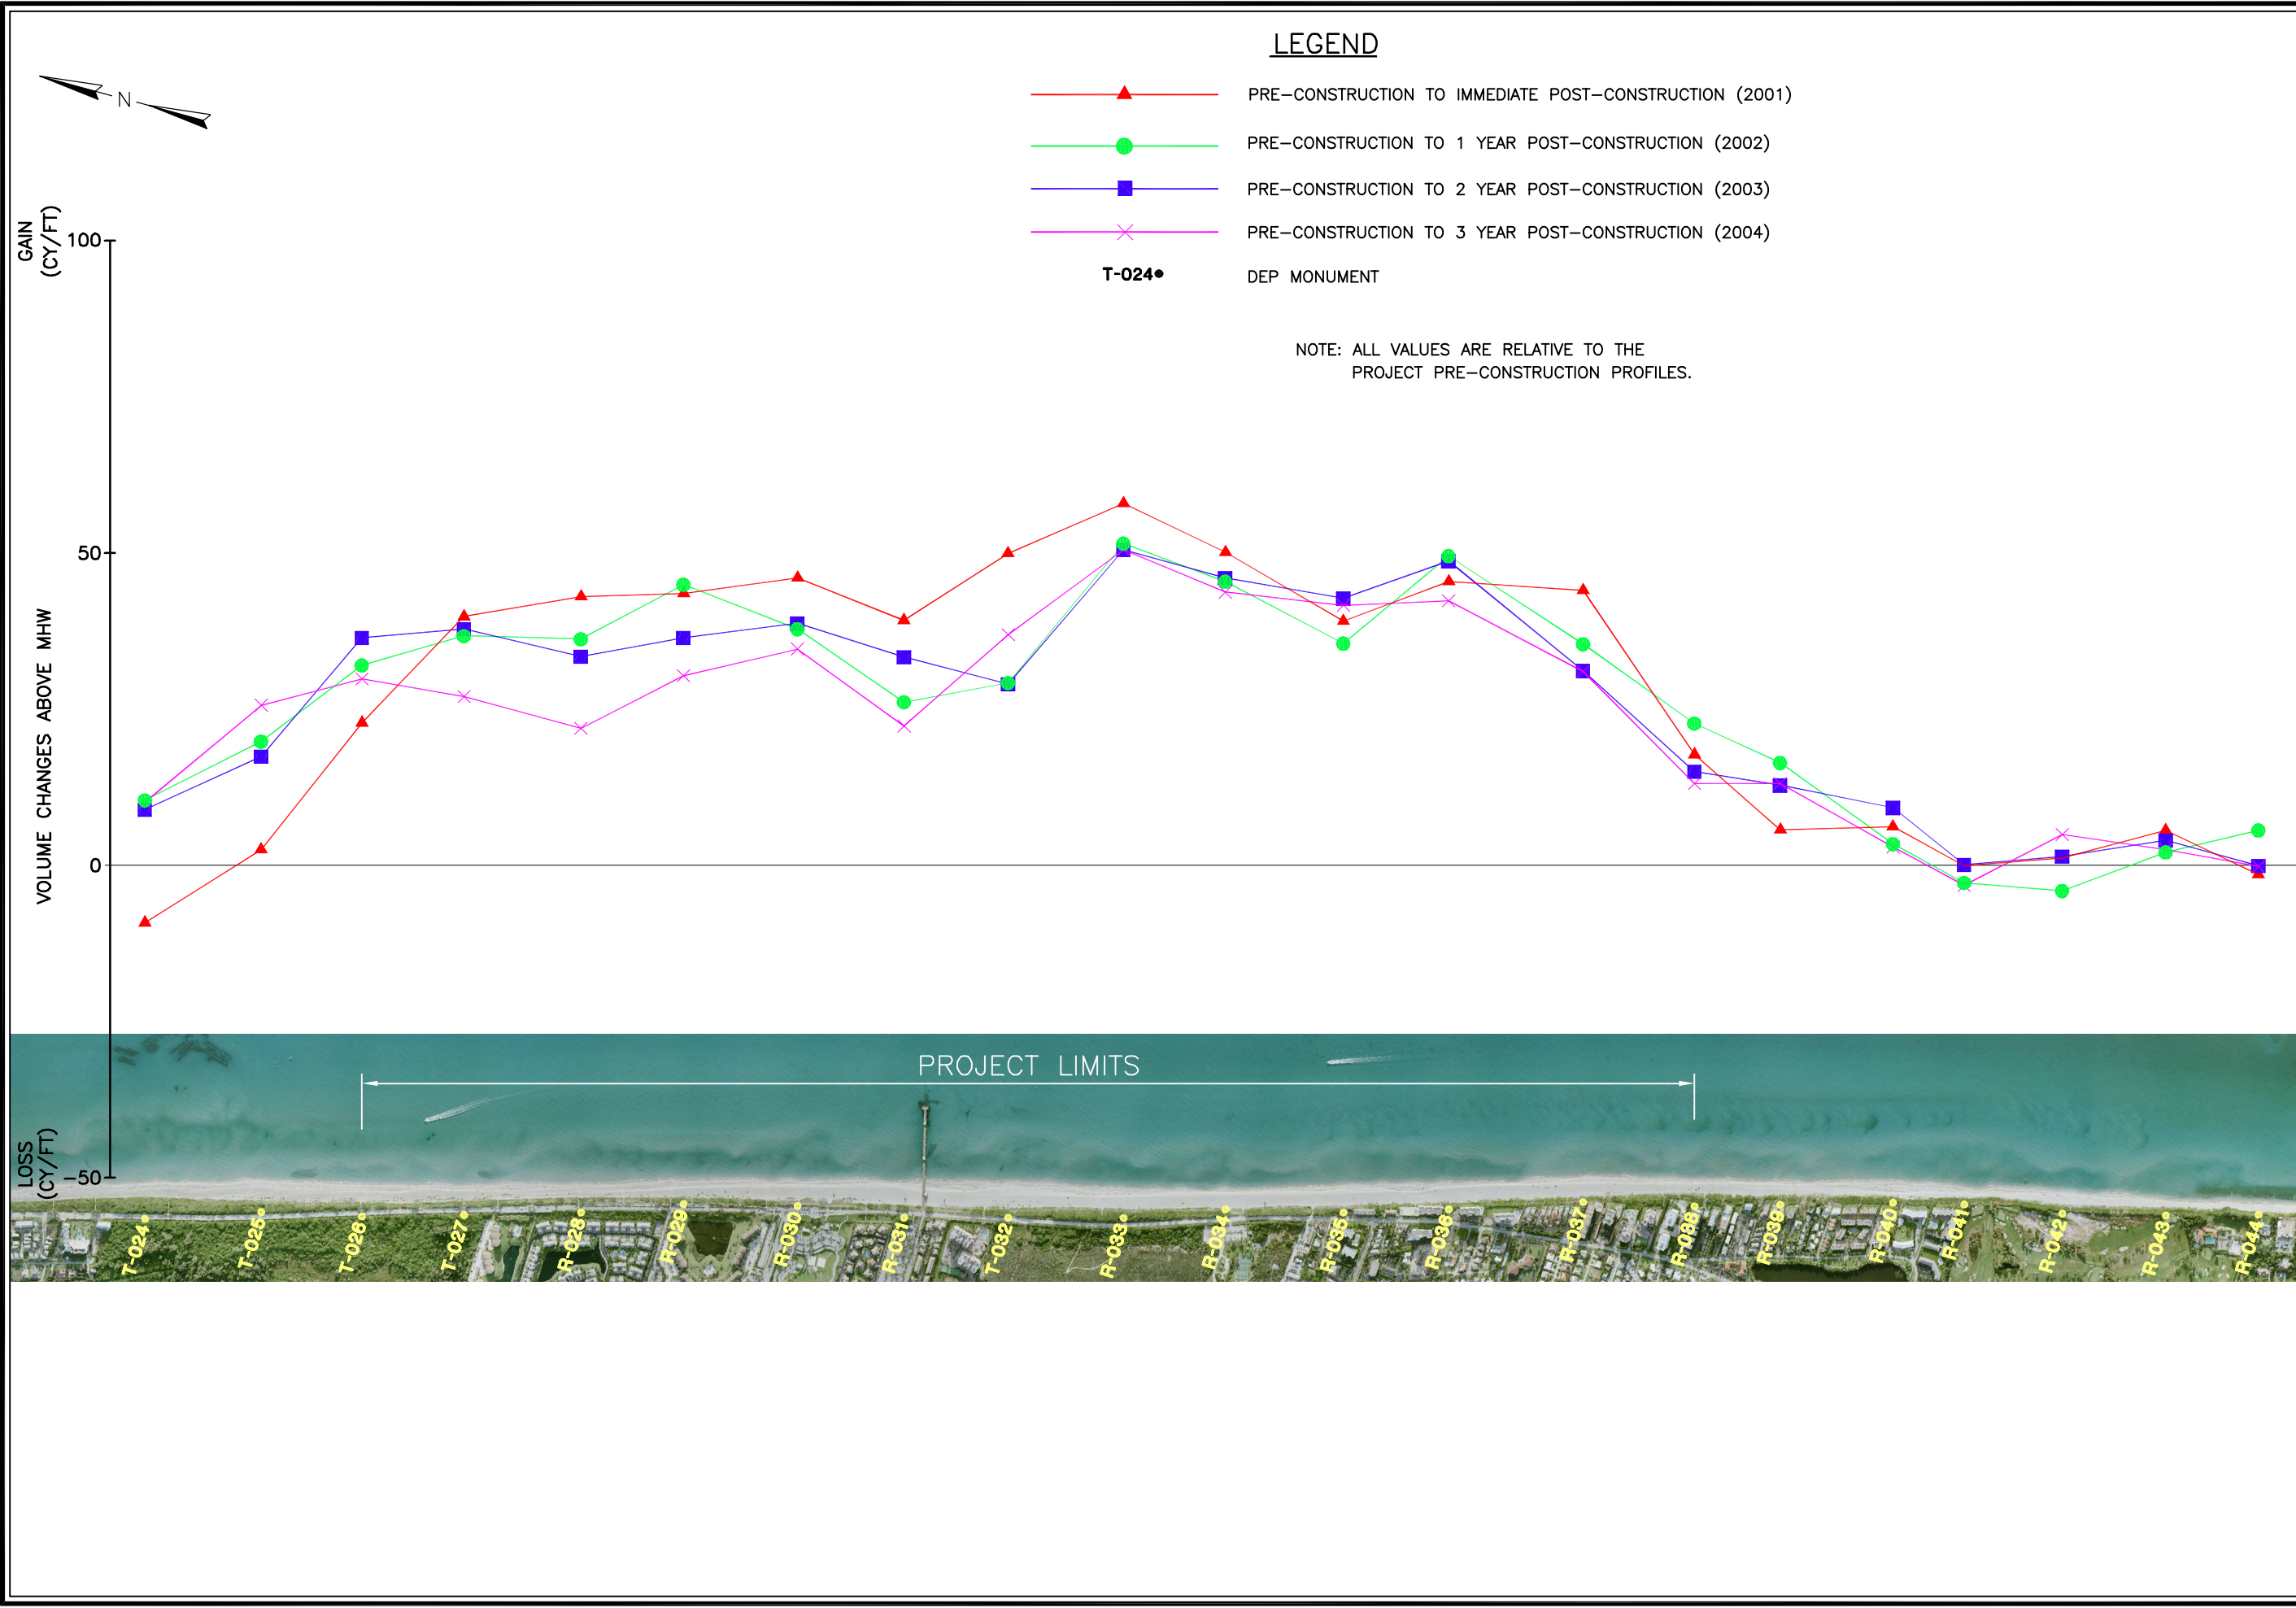 LEGEND
N
PRE-CONSTRUCTION TO IMMEDIATE POST-CONSTRUCTION (2001)
PRE-CONSTRUCTION TO 1 YEAR POST-CONSTRUCTION (2002)
PRE-CONSTRUCTION TO 2 YEAR POST-CONSTRUCTION (2003)
PRE-CONSTRUCTION TO 3 YEAR POST-CONSTRUCTION (2004)
T-024 DEP MONUMENT
NOTE: ALL VALUES ARE RELATIVE TO THE
PROJECT PRE-CONSTRUCTION PROFILES.
GAIN
(CY/FT)
100
50
VOLUME CHANGES ABOVE MHW
0
PROJECT LIMITS
LOSS
(CY/FT)
-50
T-024
T-025
T-026
T-027
R-028
R-029
R-030
R-031
T-032
R-033
R-034
R-035
R-036
R-037
R-038
R-039
R-040
R-041
R-042
R-043
R-044